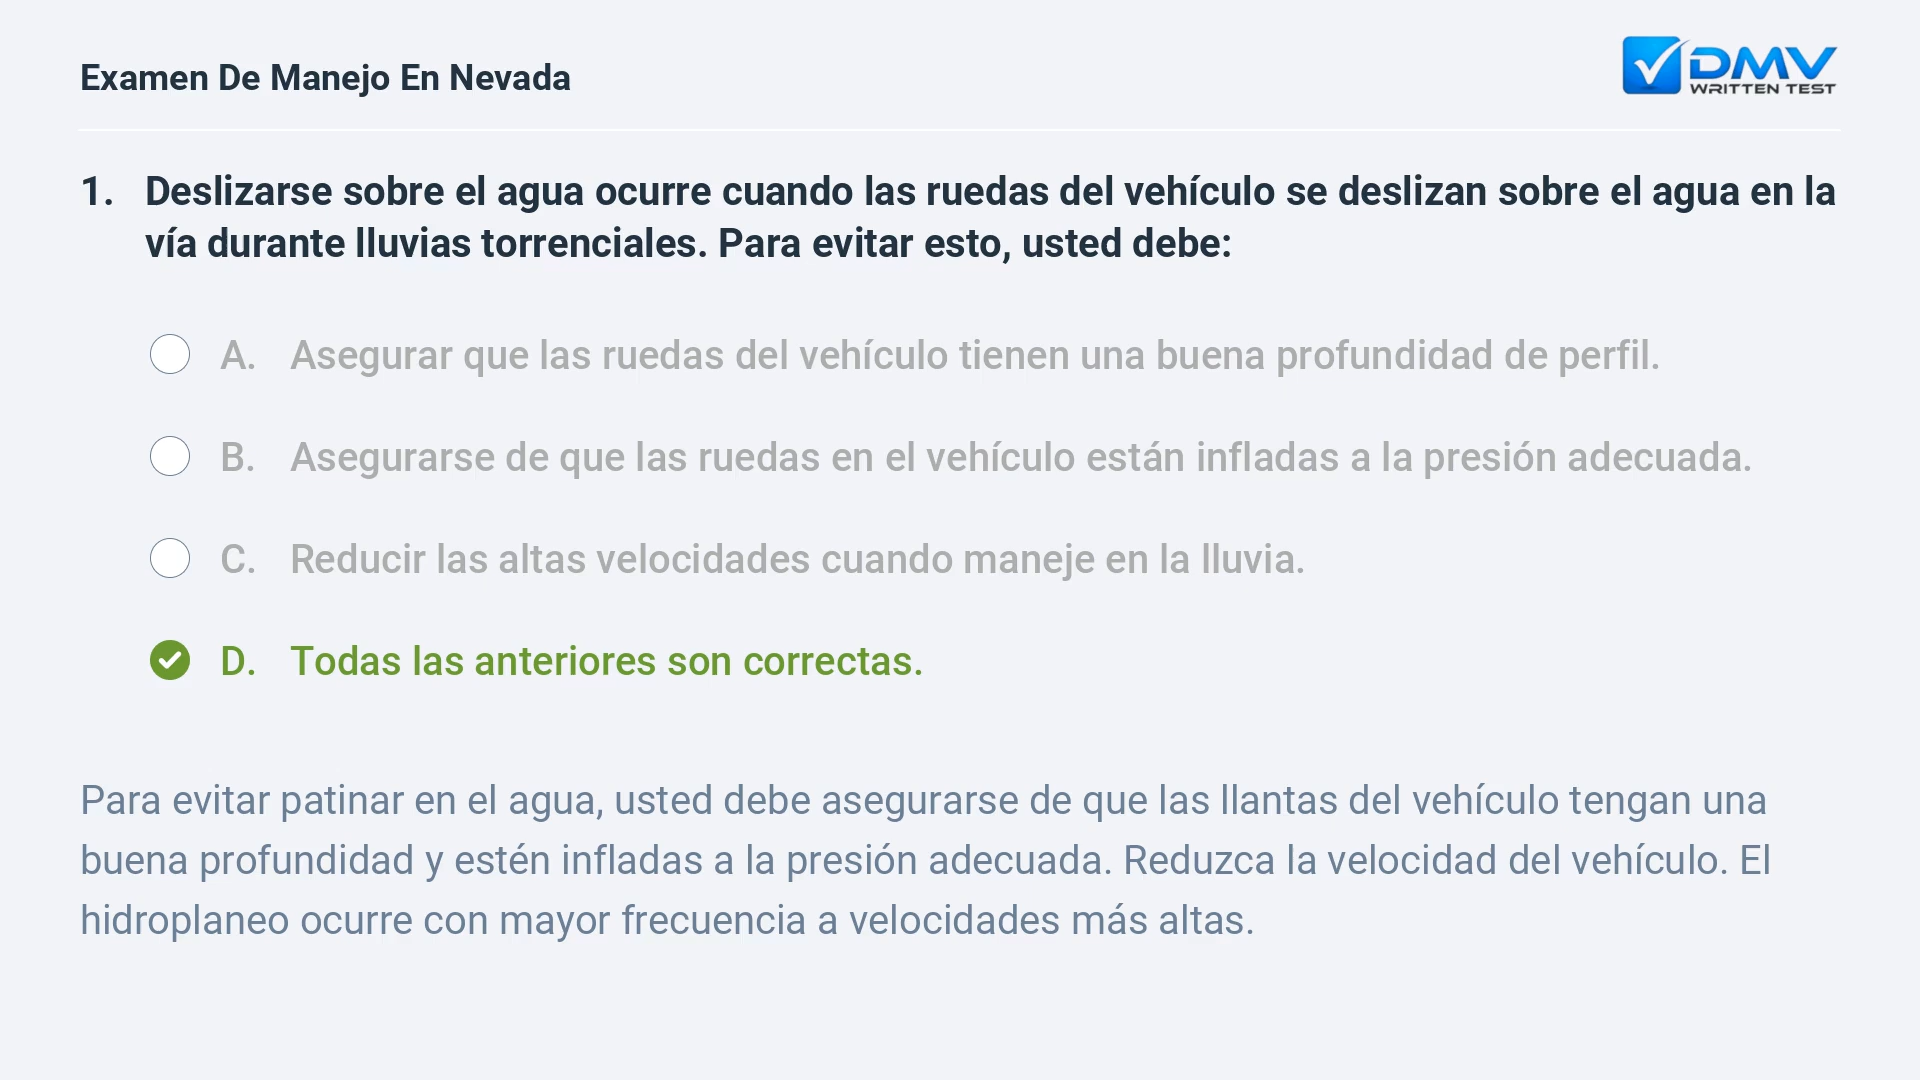 Examen De Manejo En Nevada
DMV
WRITTEN TEST
1. Deslizarse sobre el agua ocurre cuando las ruedas del vehículo se deslizan sobre el agua en la
vía durante lluvias torrenciales. Para evitar esto, usted debe:
A. Asegurar que las ruedas del vehículo tienen una buena profundidad de perfil.
B. Asegurarse de que las ruedas en el vehículo están infladas a la presión adecuada.
C. Reducir las altas velocidades cuando maneje en la lluvia.
D. Todas las anteriores son correctas.
Para evitar patinar en el agua, usted debe asegurarse de que las llantas del vehículo tengan una
buena profundidad y estén infladas a la presión adecuada. Reduzca la velocidad del vehículo. El
hidroplaneo ocurre con mayor frecuencia a velocidades más altas.